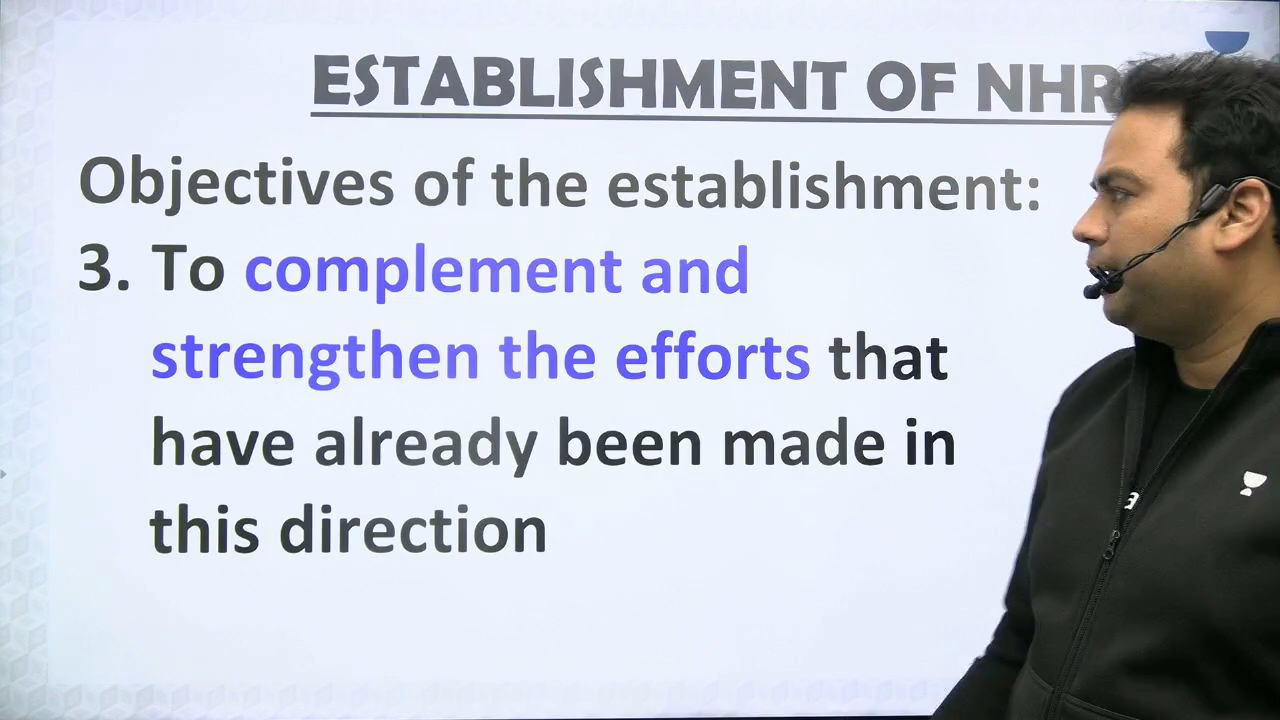 ESTABLISHMENT OF NHR
Objectives of the establishment:
3. To complement and
strengthen the efforts that
have already been made in
this direction